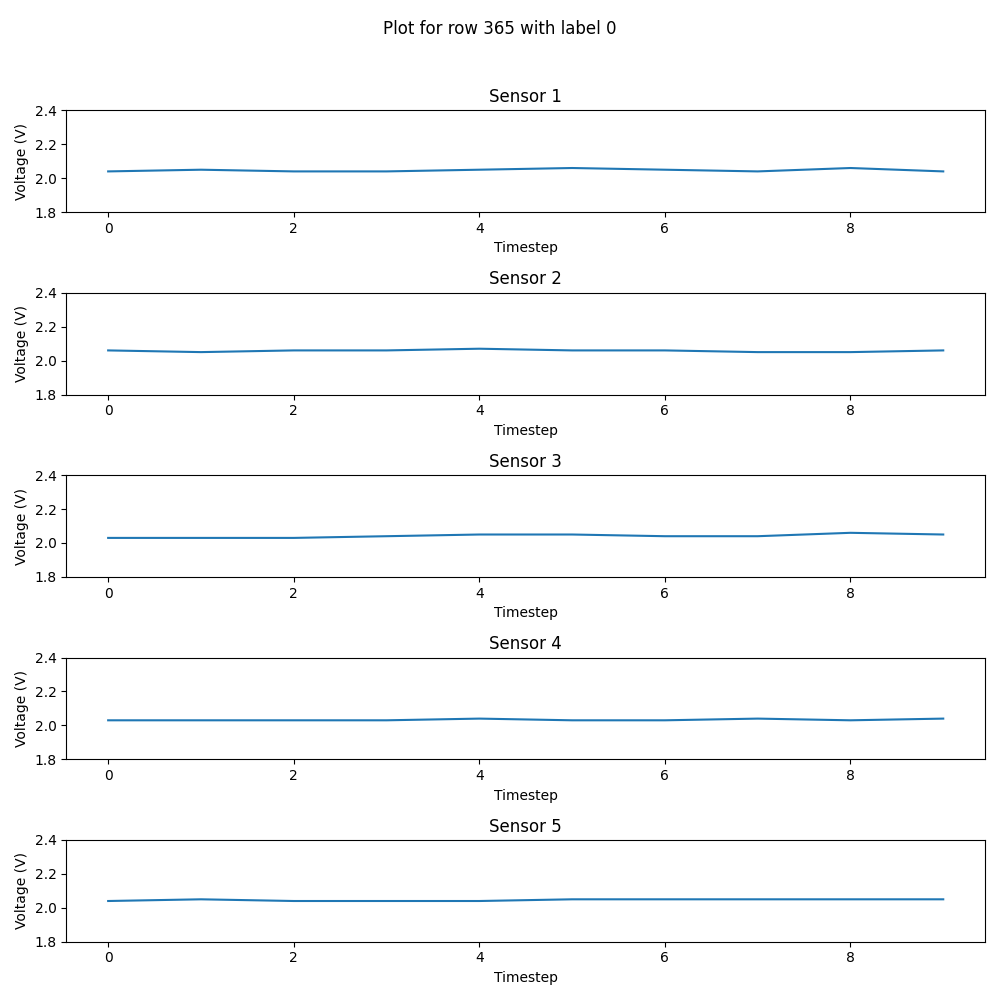 Plot for row 365 with label 0
Sensor 1
2.4
2.2
2.0
1.8
Voltage (V)
0 2 4 6 8
Timestep
Sensor 2
2.4
2.2
2.0
1.8
Voltage (V)
0 2 4 6 8
Timestep
Sensor 3
2.4
2.2
2.0
1.8
Voltage (V)
0 2 4 6 8
Timestep
Sensor 4
2.4
2.2
2.0
1.8
Voltage (V)
0 2 4 6 8
Timestep
Sensor 5
2.4
2.2
2.0
1.8
Voltage (V)
0 2 4 6 8
Timestep